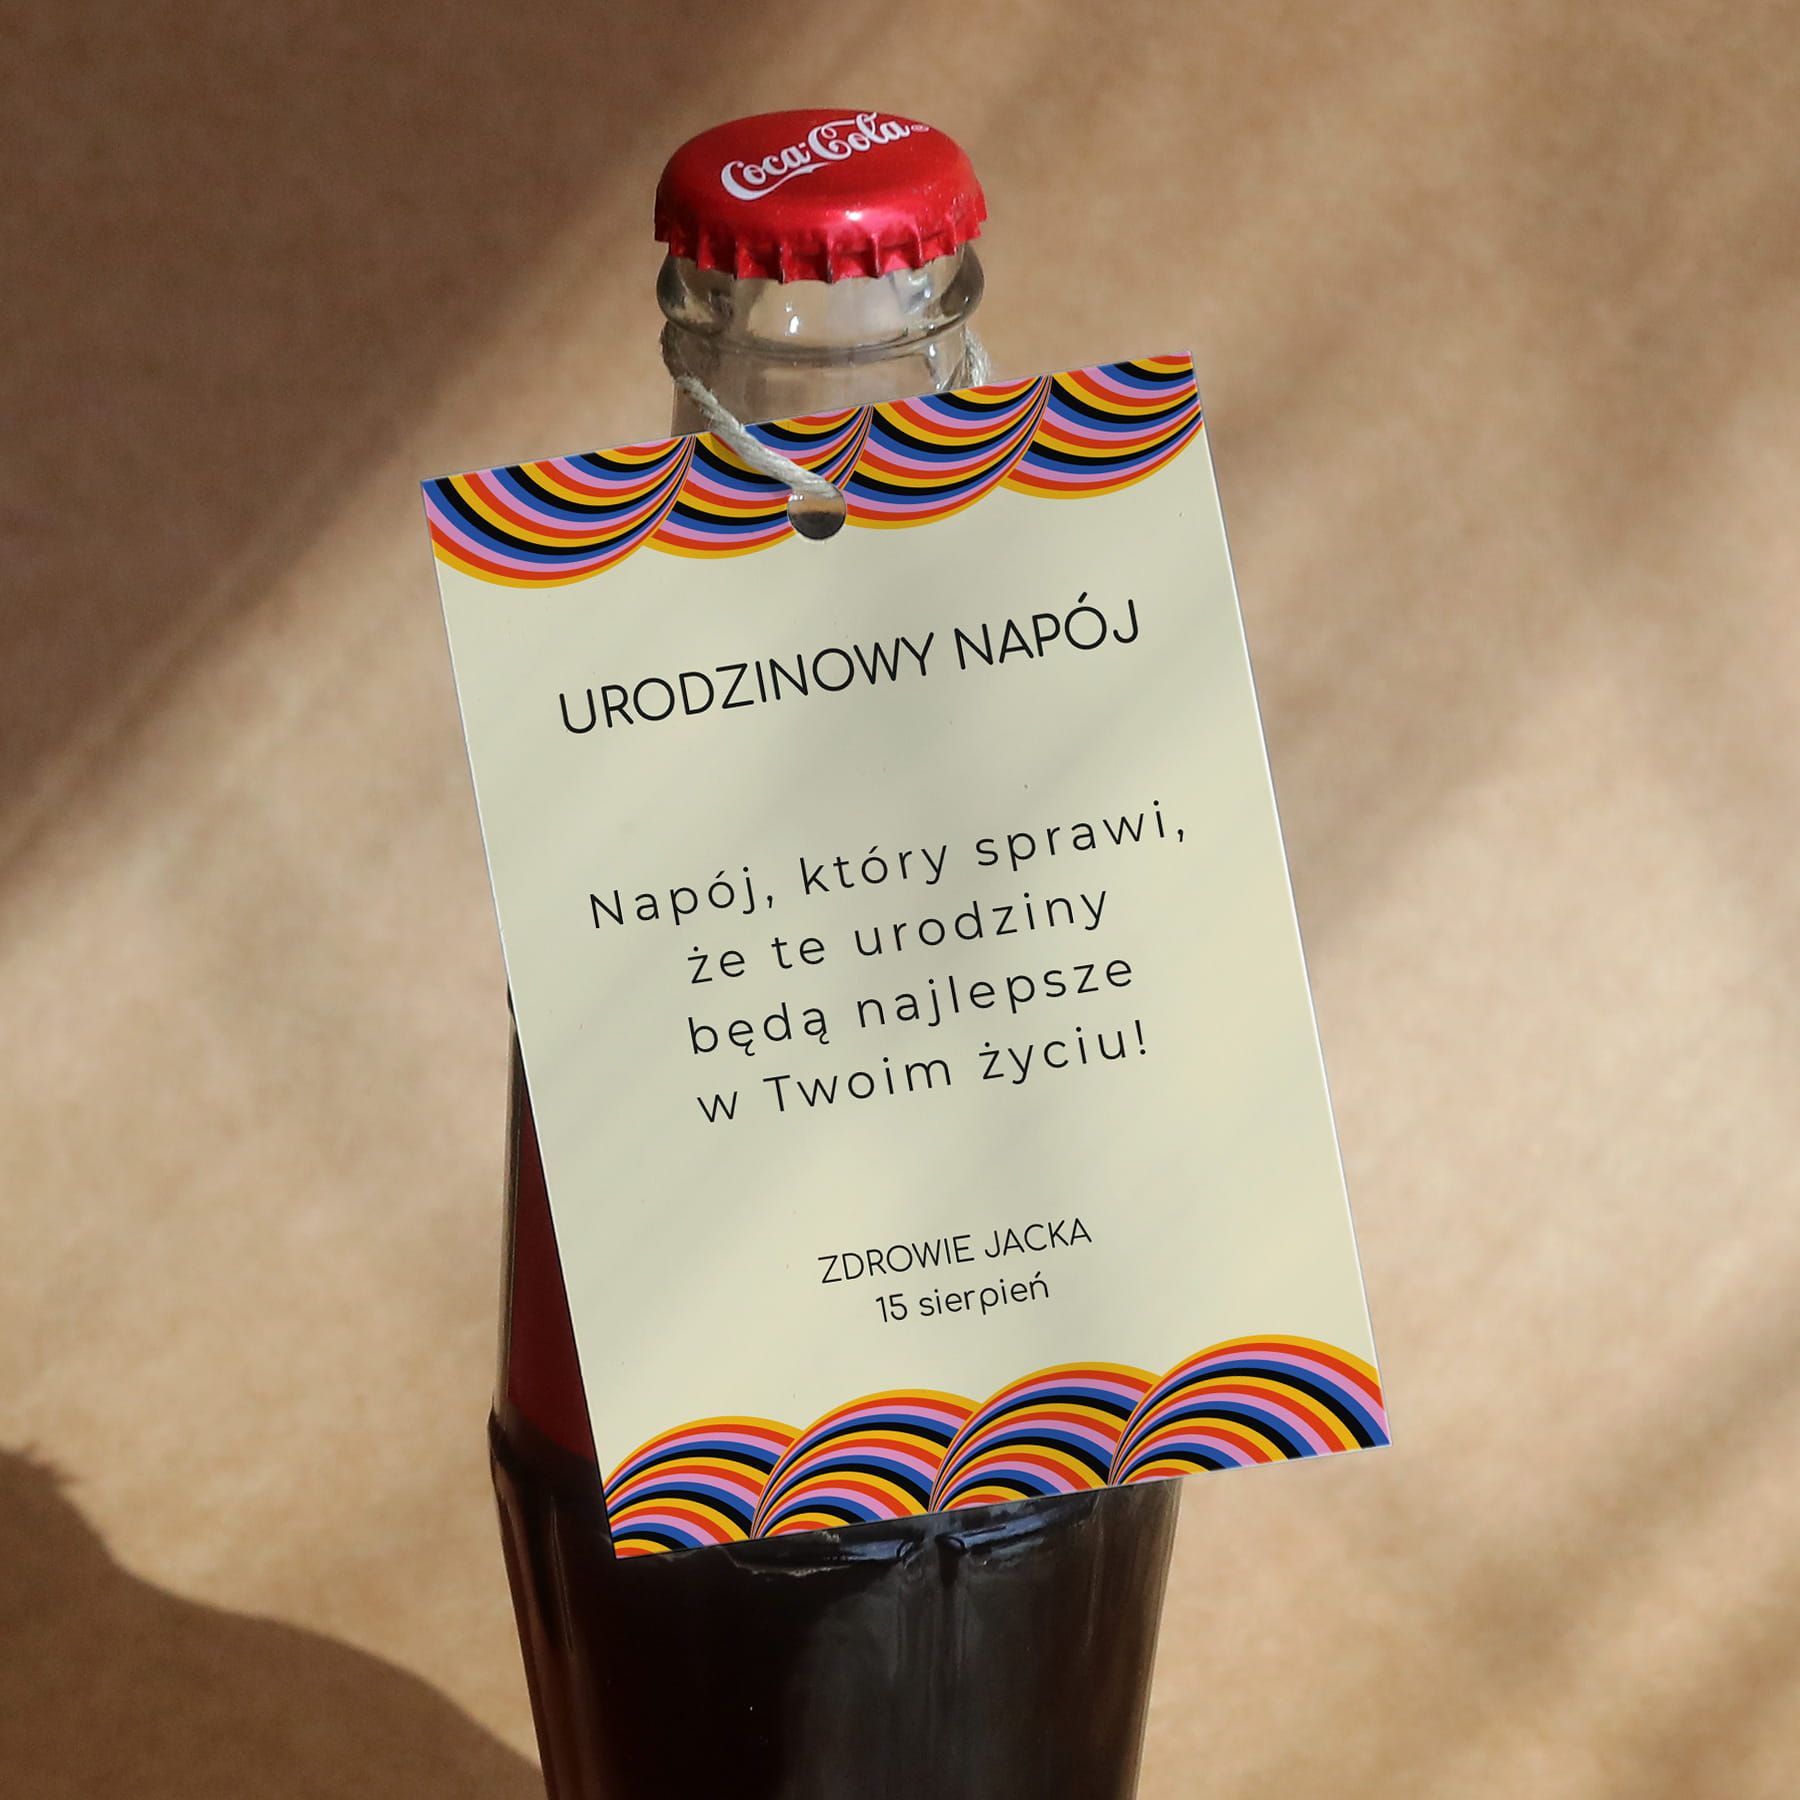 Coca-Cola
URODZINOWY NAPÓJ
Napój, który sprawi,
że te urodziny
będą najlepsze
w Twoim życiu!
ZDROWIE JACKA
15 sierpień